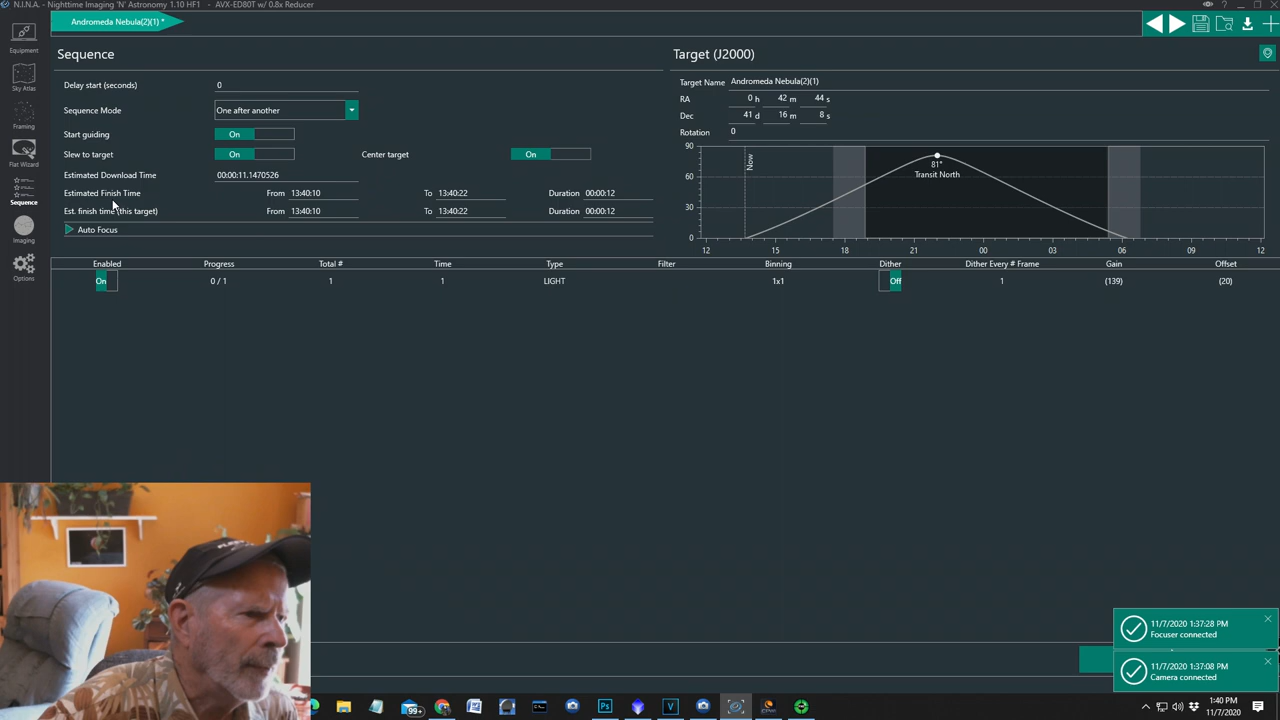 N.I.N.A. - Nighttime Imaging 'N' Astronomy 1.10 HF1 - AVX-ED80T w/ 0.8x Reducer
Andromeda Nebula(2)(1) *
Equipment
Sky Atlas
Framing
Flat Wizard
Sequence
Imaging
Options
Sequence
Delay start (seconds) 0
Sequence Mode One after another
Start guiding On
Slew to target On Center target On
Estimated Download Time 00:00:11.1470526
Estimated Finish Time From 13:40:10 To 13:40:22 Duration 00:00:12
Est. finish time (this target) From 13:40:10 To 13:40:22 Duration 00:00:12
Auto Focus
Target (J2000)
Target Name Andromeda Nebula(2)(1)
RA 0 h 42 m 44 s
Dec 41 d 16 m 8 s
Rotation 0
90
60
30
0
Now
81°
Transit North
12 15 18 21 00 03 06 09 12
Enabled Progress Total # Time Type Filter Binning Dither Dither Every # Frame Gain Offset
On 0 / 1 1 1 LIGHT 1x1 Off 1 (139) (20)
11/7/2020 1:37:28 PM
Focuser connected
11/7/2020 1:37:08 PM
Camera connected
99+
Ps
V
1:40 PM
11/7/2020